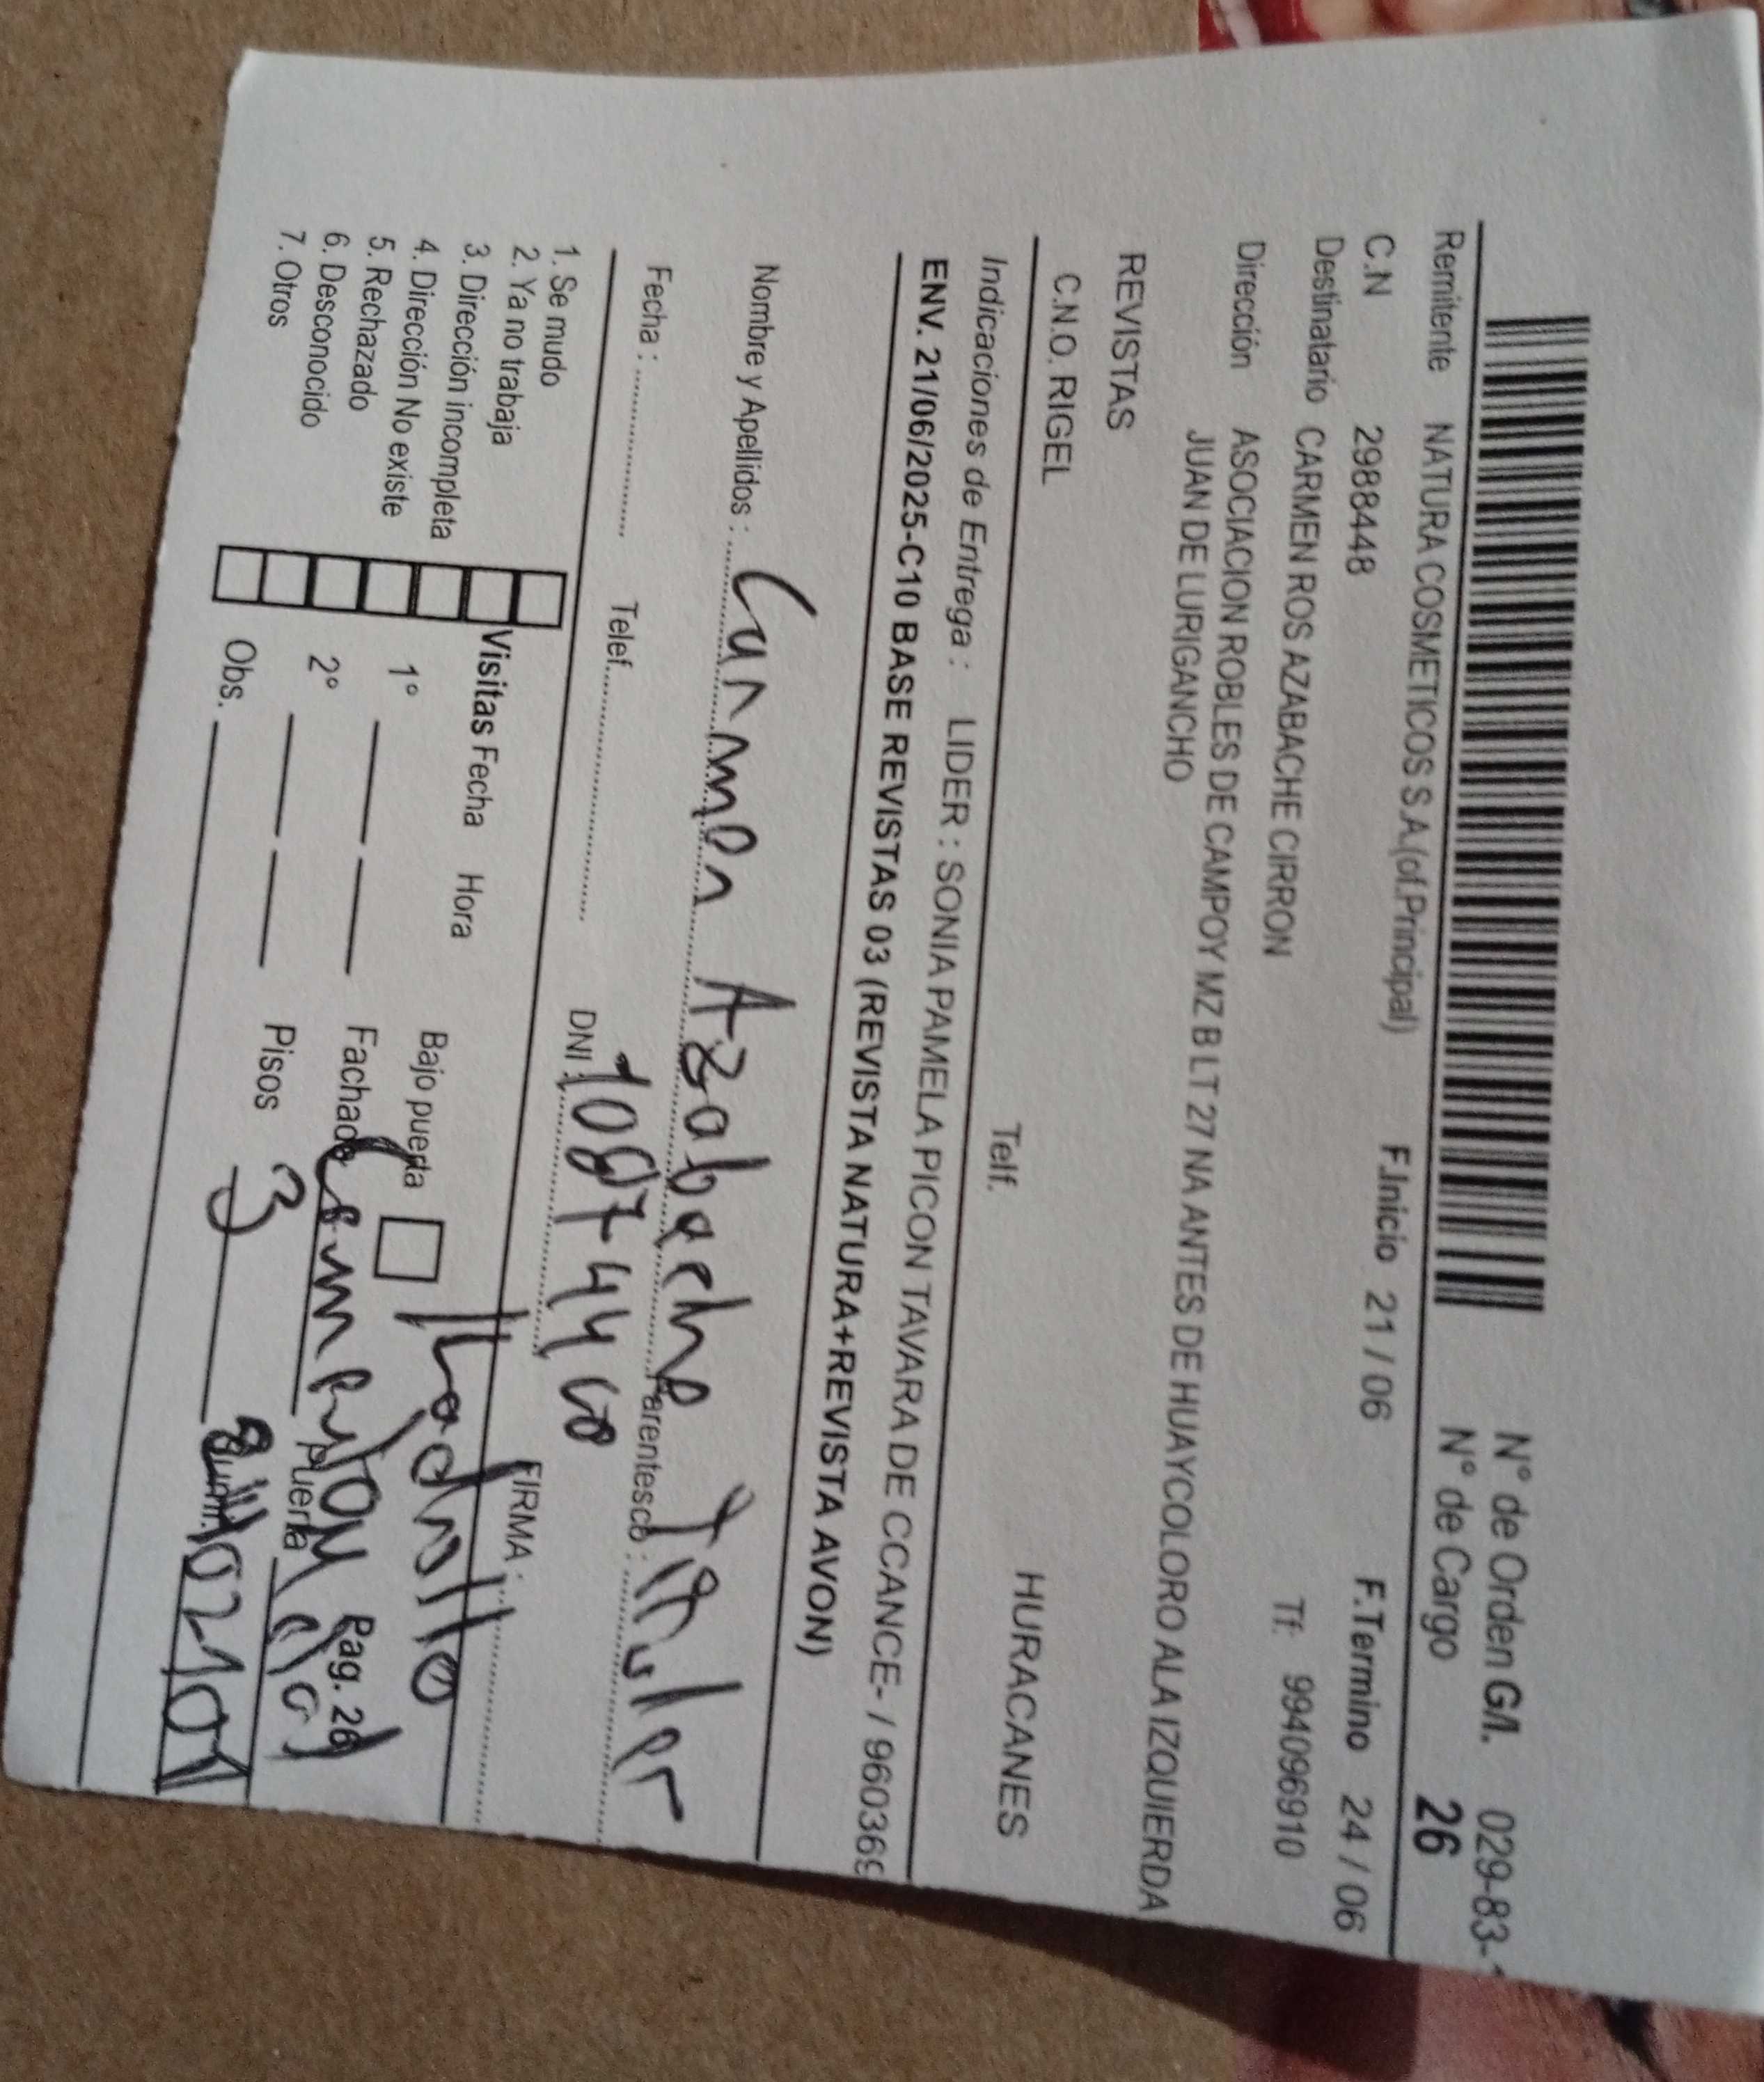 N° de Orden G/I. 029-83-
N° de Cargo 26
Remitente NATURA COSMETICOS S.A.(of.Principal)
C.N 29884448 F.Inicio 21 / 06 F.Termino 24 / 06
Destinatario CARMEN ROS AZABACHE CIRRON Tf: 994096910
Dirección ASOCIACION ROBLES DE CAMPOY MZ B LT 27 NA ANTES DE HUAYCOLORO ALA IZQUIERDA
JUAN DE LURIGANCHO
REVISTAS
C.N.O. RIGEL Telf. HURACANES
Indicaciones de Entrega : LIDER : SONIA PAMELA PICON TAVARA DE CCANCE- / 960369
ENV. 21/06/2025-C10 BASE REVISTAS 03 (REVISTA NATURA+REVISTA AVON)
Nombre y Apellidos : Carmen Azabache Titular
Fecha : Telef. DNI : Parentesco :
FIRMA :
1. Se mudo
2. Ya no trabaja
3. Dirección incompleta
4. Dirección No existe
5. Rechazado
6. Desconocido
7. Otros
Visitas Fecha Hora
1°
2°
Obs.
Bajo puerta Ladrillo
Fachada Puerta
Pisos 3
Pag. 26